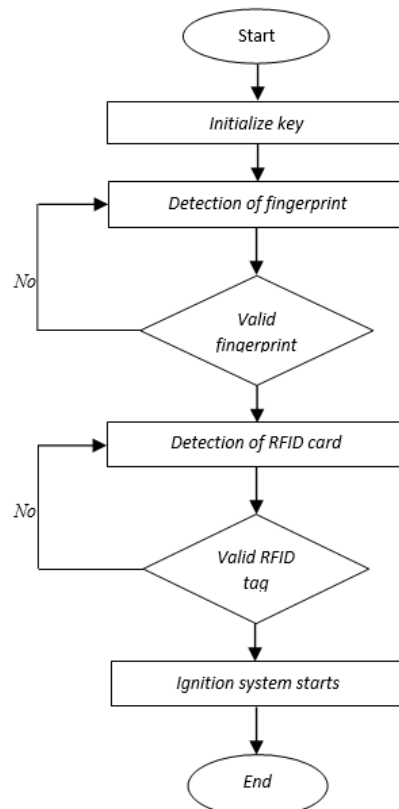 Start
Initialize key
Detection of fingerprint
No
Valid
fingerprint
Detection of RFID card
No
Valid RFID
tag
Ignition system starts
End